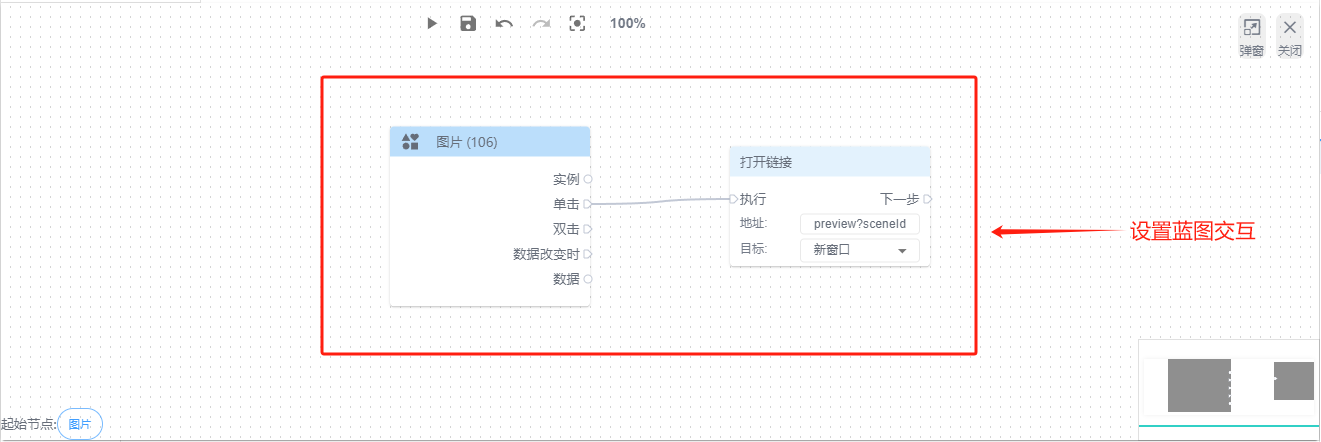 100%
弹窗 关闭
图片 (106)
实例
单击
双击
数据改变时
数据
打开链接
执行 下一步
地址: preview?sceneId
目标: 新窗口
设置蓝图交互
起始节点: 图片